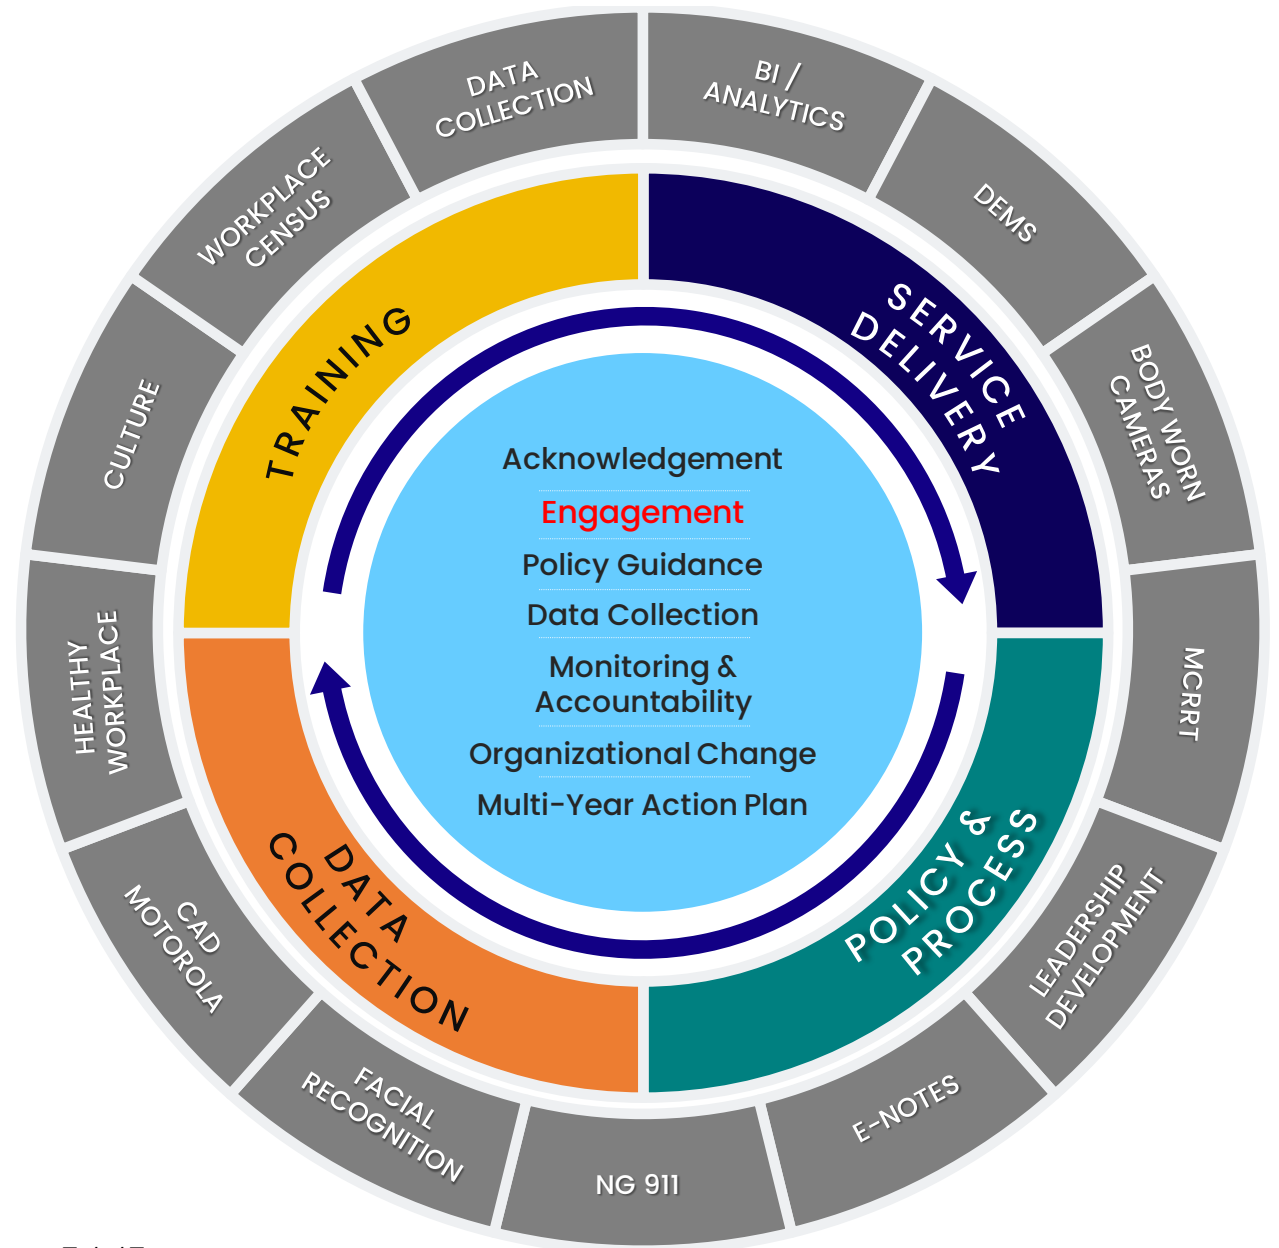 DATA
COLLECTION
BI /
ANALYTICS
DEMS
BODY WORN
CAMERAS
MCRRT
LEADERSHIP
DEVELOPMENT
E-NOTES
NG 911
FACIAL
RECOGNITION
CAD
MOTOROLA
HEALTHY
WORKPLACE
CULTURE
WORKPLACE
CENSUS
TRAINING
SERVICE
DELIVERY
POLICY &
PROCESS
DATA
COLLECTION
Acknowledgement
Engagement
Policy Guidance
Data Collection
Monitoring &
Accountability
Organizational Change
Multi-Year Action Plan